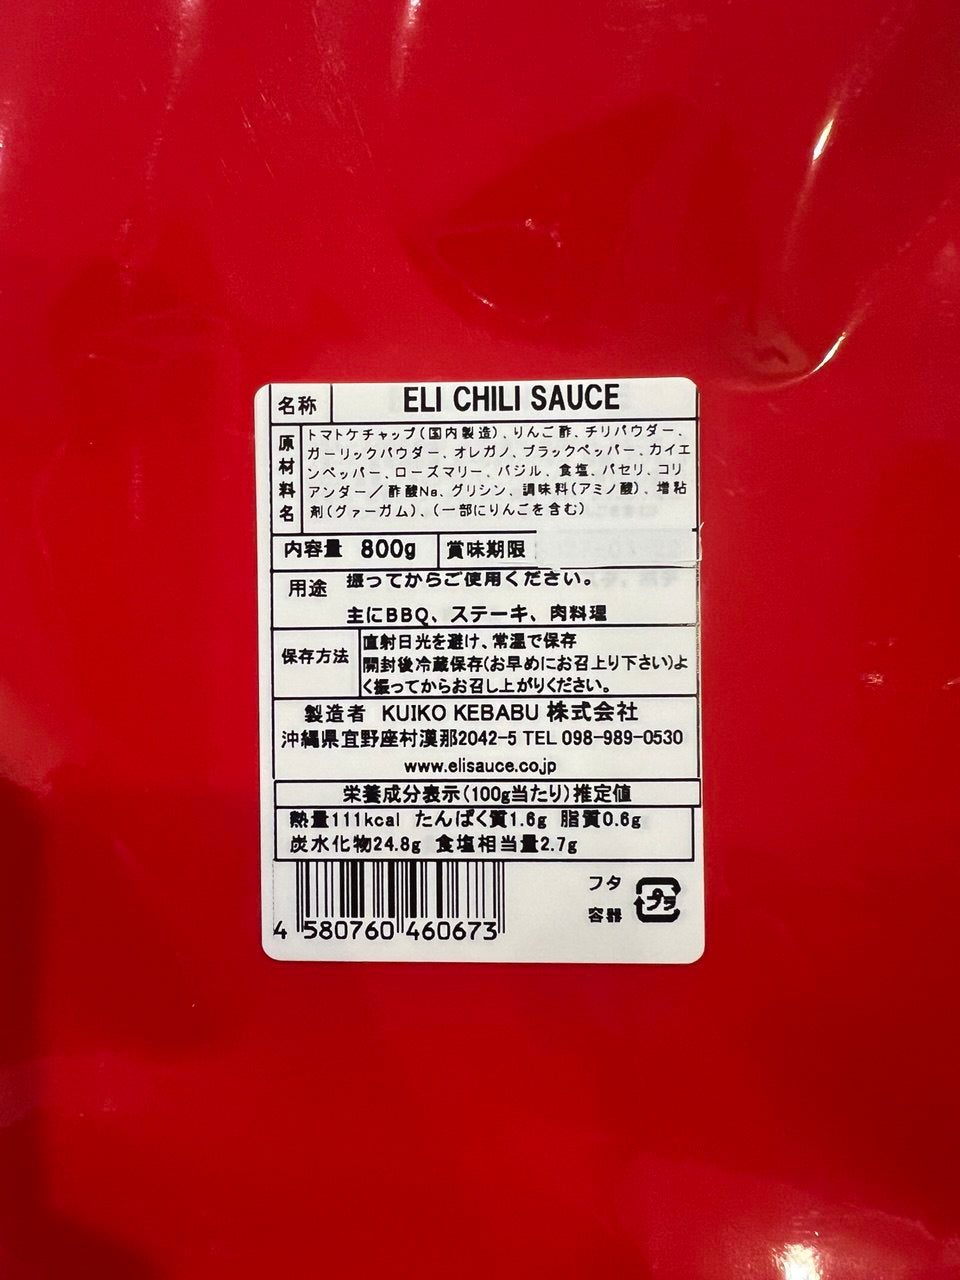 名称 ELI CHILI SAUCE
原材料名 トマトケチャップ(国内製造)、りんご酢、チリパウダー、
ガーリックパウダー、オレガノ、ブラックペッパー、カイエ
ンペッパー、ローズマリー、バジル、食塩、パセリ、コリ
アンダー/酢酸Na、グリシン、調味料(アミノ酸)、増粘
剤(グァーガム)、(一部にりんごを含む)
内容量 800g 賞味期限
用途 振ってからご使用ください。
主にBBQ、ステーキ、肉料理
保存方法 直射日光を避け、常温で保存
開封後冷蔵保存(お早めにお召上り下さい)よ
く振ってからお召し上がりください。
製造者 KUIKO KEBABU 株式会社
沖縄県宜野座村漢那2042-5 TEL 098-989-0530
www.elisauce.co.jp
栄養成分表示(100g当たり)推定値
熱量111kcal たんぱく質1.6g 脂質0.6g
炭水化物24.8g 食塩相当量2.7g
フタ
容器
プラ
4 580760 460673